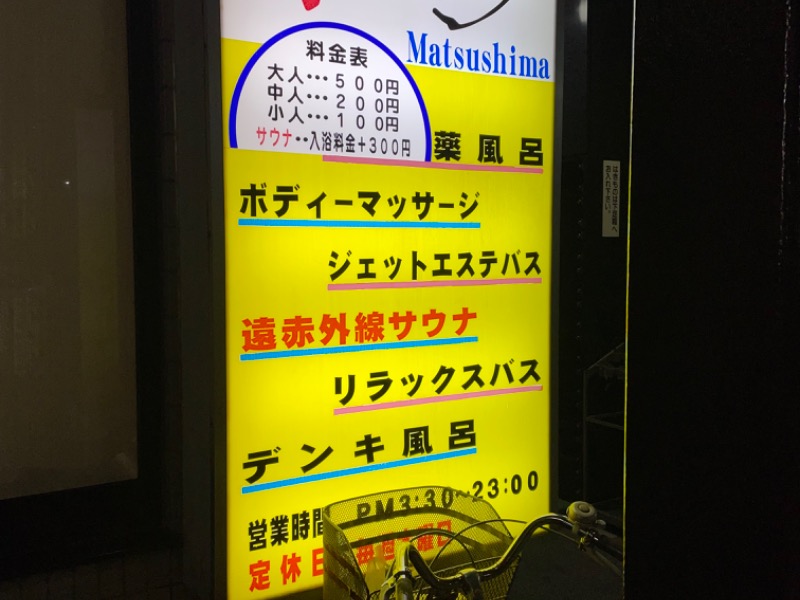 Matsushima
料金表
大人･･･５００円
中人･･･２００円
小人･･･１００円
サウナ･･入浴料金＋３００円
薬風呂
ボディーマッサージ
ジェットエステバス
遠赤外線サウナ
リラックスバス
デンキ風呂
営業時間 PM3:30~23:00
定休日 毎週 曜日